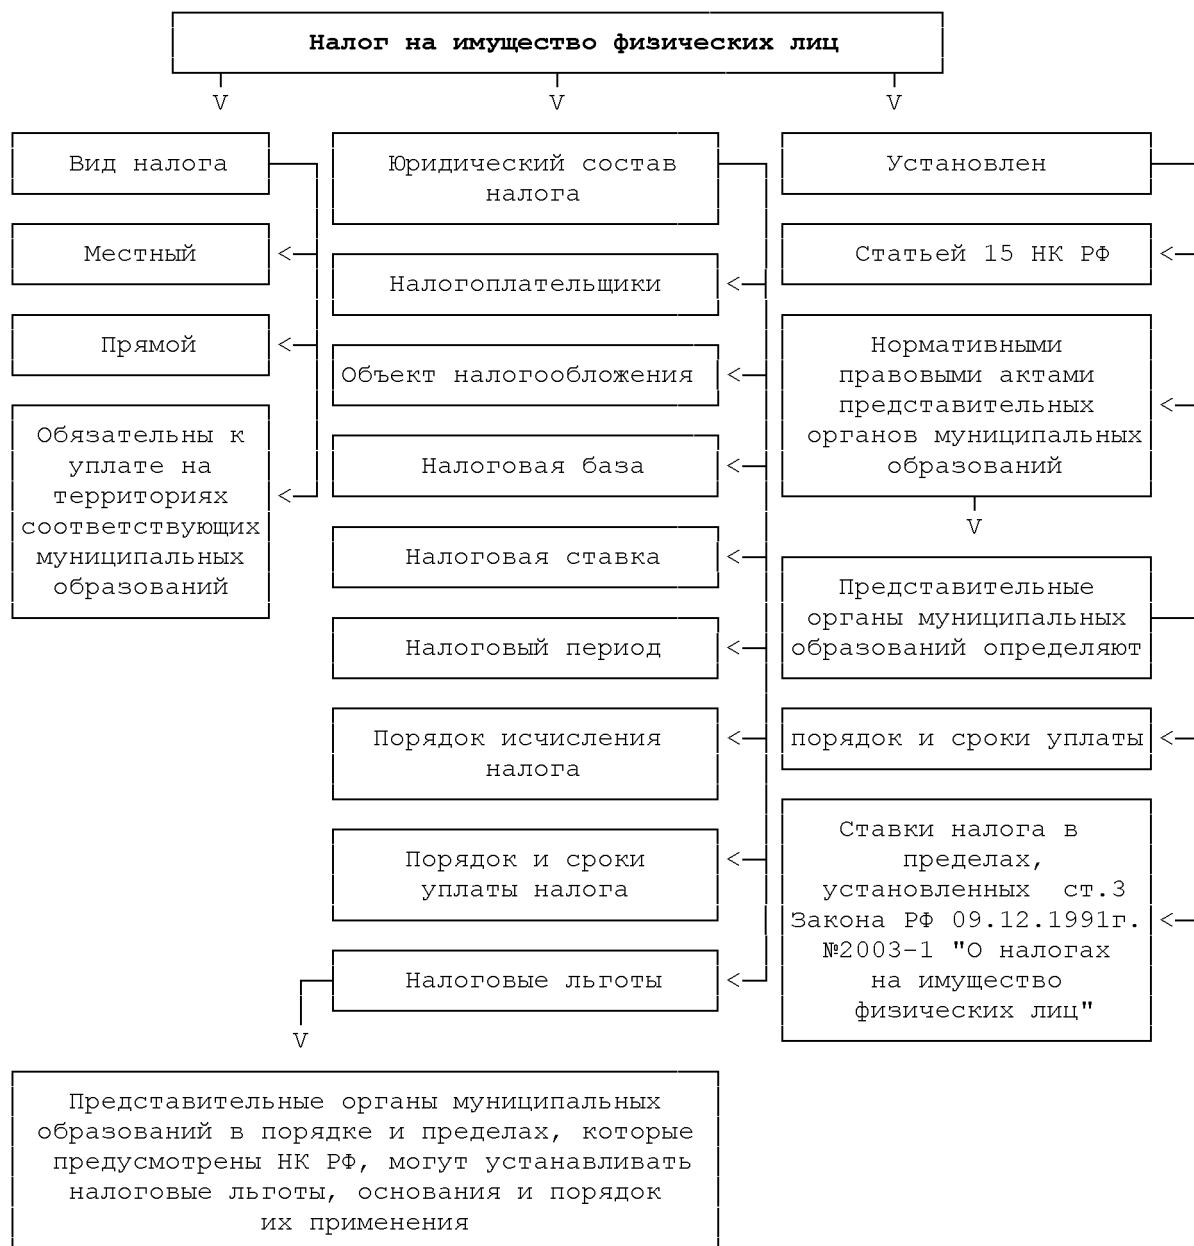 Налог на имущество физических лиц
V
V
V
Вид налога
Местный
<
Прямой
<
Обязательны к
уплате на
территориях
соответствующих
муниципальных
образований
<
Юридический состав
налога
Налогоплательщики
<
Объект налогообложения
<
Налоговая база
<
Налоговая ставка
<
Налоговый период
<
Порядок исчисления
налога
<
Порядок и сроки
уплаты налога
<
Налоговые льготы
<
V
Представительные органы муниципальных
образований в порядке и пределах, которые
предусмотрены НК РФ, могут устанавливать
налоговые льготы, основания и порядок
их применения
Установлен
Статьей 15 НК РФ
<
Нормативными
правовыми актами
представительных
органов муниципальных
образований
<
V
Представительные
органы муниципальных
образований определяют
порядок и сроки уплаты
<
Ставки налога в
пределах,
установленных ст.3
Закона РФ 09.12.1991г.
№2003-1 "О налогах
на имущество
физических лиц"
<